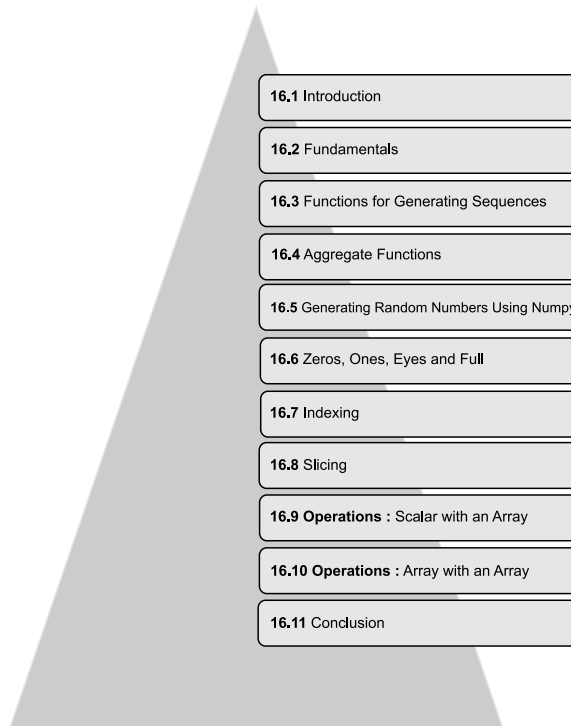 16.1 Introduction
16.2 Fundamentals
16.3 Functions for Generating Sequences
16.4 Aggregate Functions
16.5 Generating Random Numbers Using Numpy
16.6 Zeros, Ones, Eyes and Full
16.7 Indexing
16.8 Slicing
16.9 Operations : Scalar with an Array
16.10 Operations : Array with an Array
16.11 Conclusion